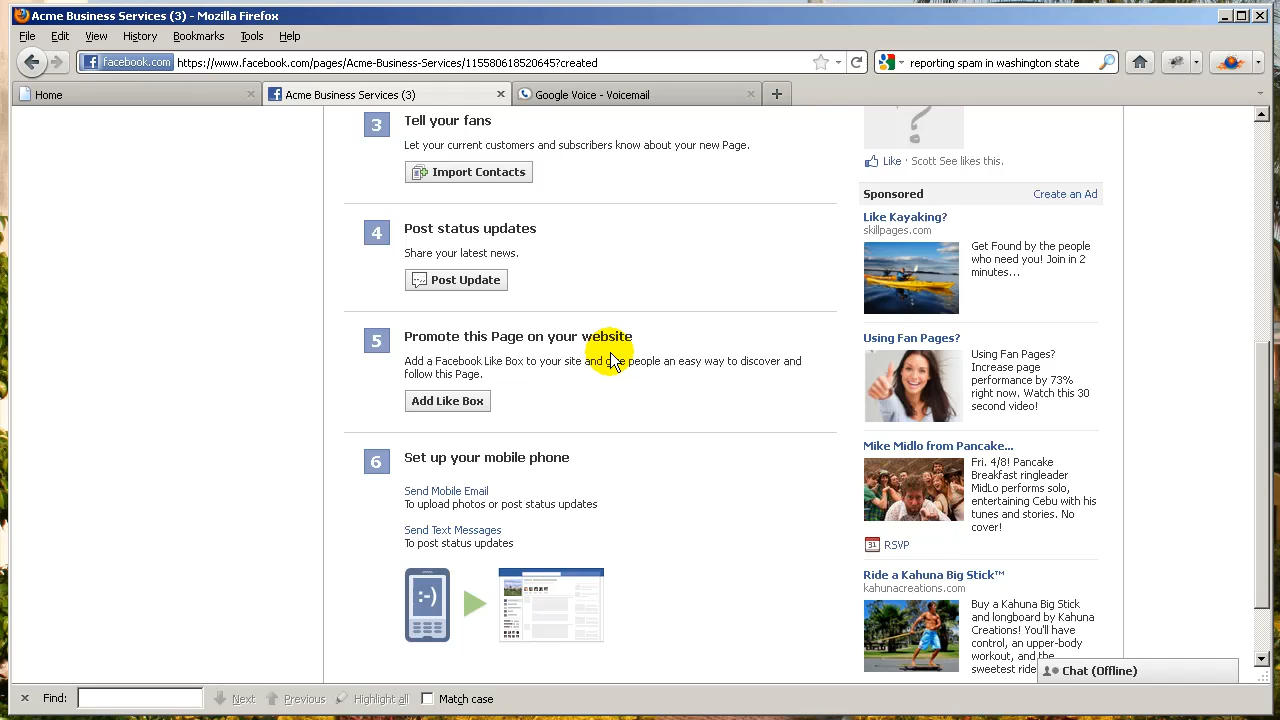 Acme Business Services (3) - Mozilla Firefox
File Edit View History Bookmarks Tools Help
facebook.com https://www.facebook.com/pages/Acme-Business-Services/115580618520645?created
reporting spam in washington state
Home
Acme Business Services (3)
Google Voice - Voicemail
3 Tell your fans
Let your current customers and subscribers know about your new Page.
Import Contacts
4 Post status updates
Share your latest news.
Post Update
5 Promote this Page on your website
Add a Facebook Like Box to your site and give people an easy way to discover and
follow this Page.
Add Like Box
6 Set up your mobile phone
Send Mobile Email
To upload photos or post status updates
Send Text Messages
To post status updates
:-)
?
Like · Scott See likes this.
Sponsored Create an Ad
Like Kayaking?
skillpages.com
Get Found by the people
who need you! Join in 2
minutes...
Using Fan Pages?
Using Fan Pages?
Increase page
performance by 73%
right now. Watch this 30
second video!
Mike Midlo from Pancake...
Fri. 4/8! Pancake
Breakfast ringleader
MidLo performs solo,
entertaining Cebu with his
tunes and stories. No
cover!
31 RSVP
Ride a Kahuna Big Stick™
kahunacreations.com
Buy a Kahuna Big Stick
and longboard by Kahuna
Creations! You'll have
control, an upper-body
workout, and the
sweetest ride
Chat (Offline)
Find: Next Previous Highlight all Match case